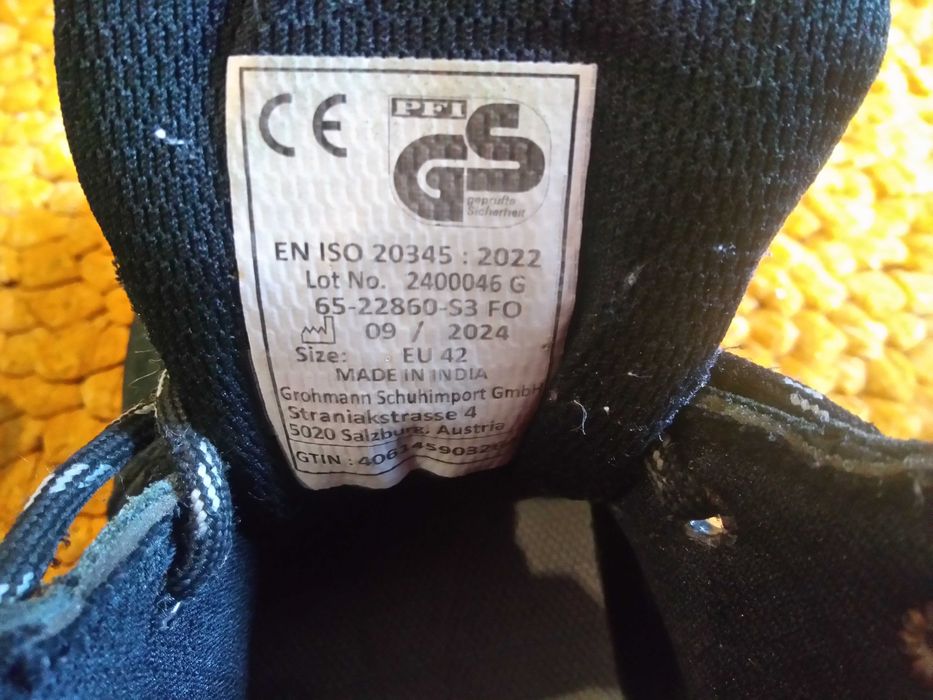 CE
PFI
GS
geprüfte
Sicherheit
EN ISO 20345 : 2022
Lot No. 2400046 G
65-22860-S3 FO
09 / 2024
Size: EU 42
MADE IN INDIA
Grohmann Schuhimport GmbH
Straniakstrasse 4
5020 Salzburg, Austria
GTIN :